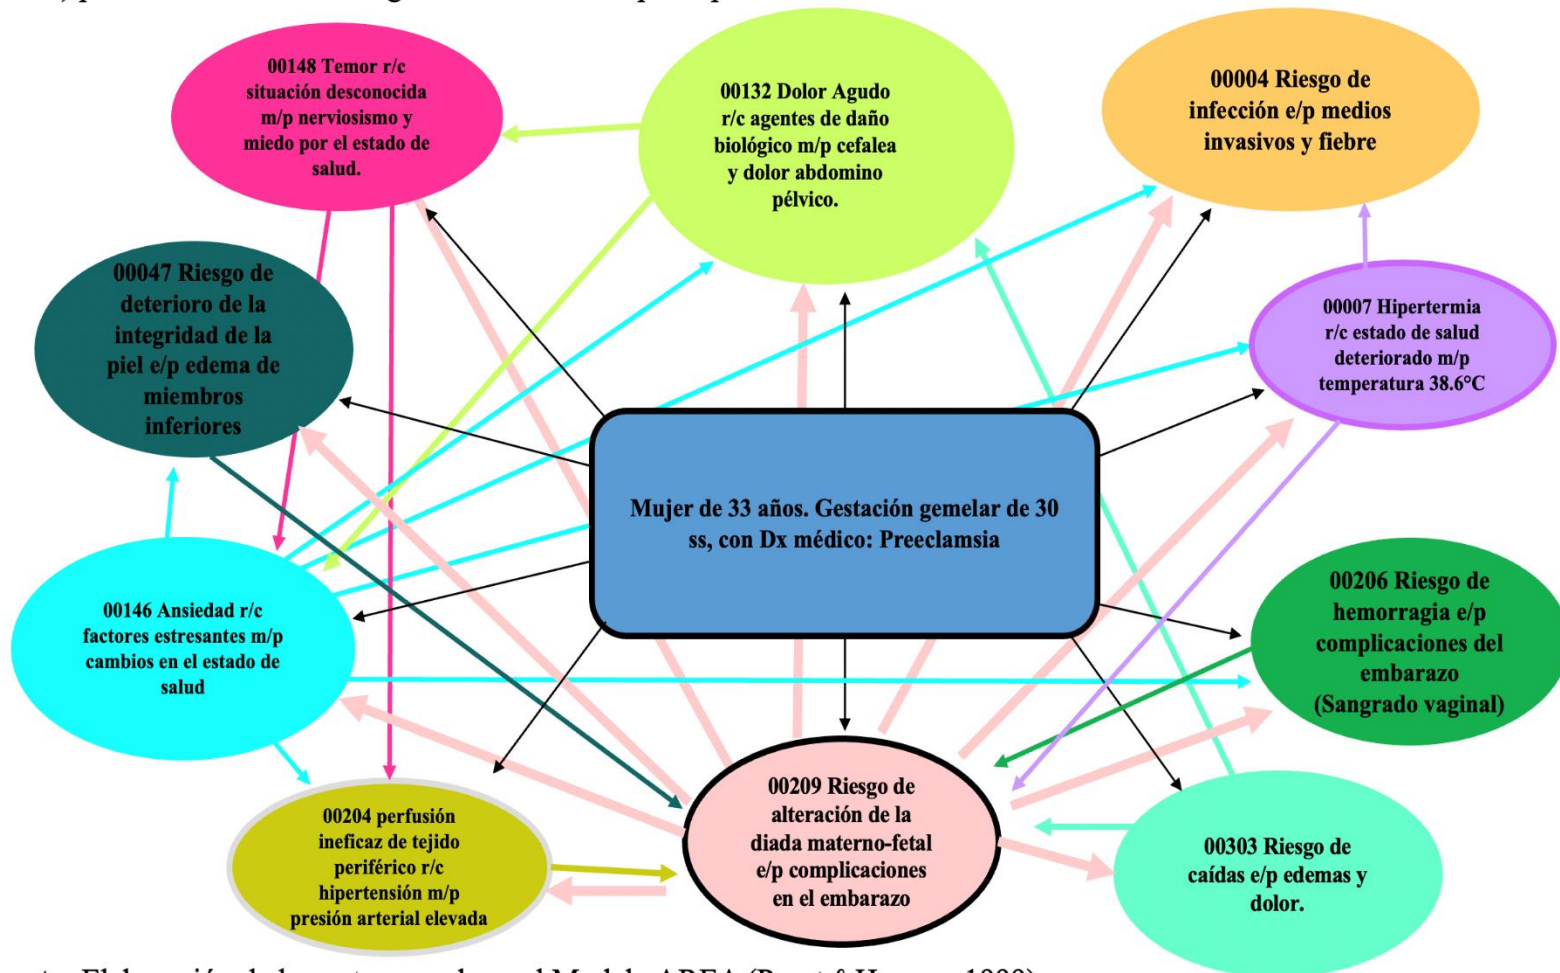 00148 Temor r/c
situación desconocida
m/p nerviosismo y
miedo por el estado de
salud.
00132 Dolor Agudo
r/c agentes de daño
biológico m/p cefalea
y dolor abdomino
pélvico.
00004 Riesgo de
infección e/p medios
invasivos y fiebre
00047 Riesgo de
deterioro de la
integridad de la
piel e/p edema de
miembros
inferiores
00007 Hipertermia
r/c estado de salud
deteriorado m/p
temperatura 38.6°C
Mujer de 33 años. Gestación gemelar de 30
ss, con Dx médico: Preeclamsia
00146 Ansiedad r/c
factores estresantes m/p
cambios en el estado de
salud
00206 Riesgo de
hemorragia e/p
complicaciones del
embarazo
(Sangrado vaginal)
00204 perfusión
ineficaz de tejido
periférico r/c
hipertensión m/p
presión arterial elevada
00209 Riesgo de
alteración de la
diada materno-fetal
e/p complicaciones
en el embarazo
00303 Riesgo de
caídas e/p edemas y
dolor.